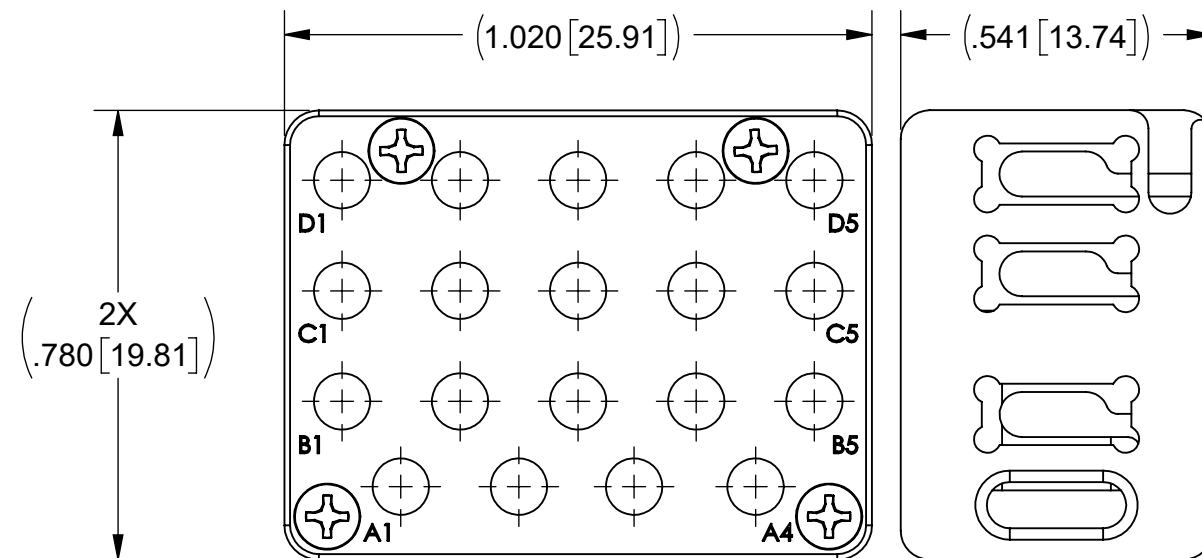 (1.020[25.91])
(.541[13.74])
D1
D5
2X
(.780[19.81])
C1
C5
B1
B5
A1
A4